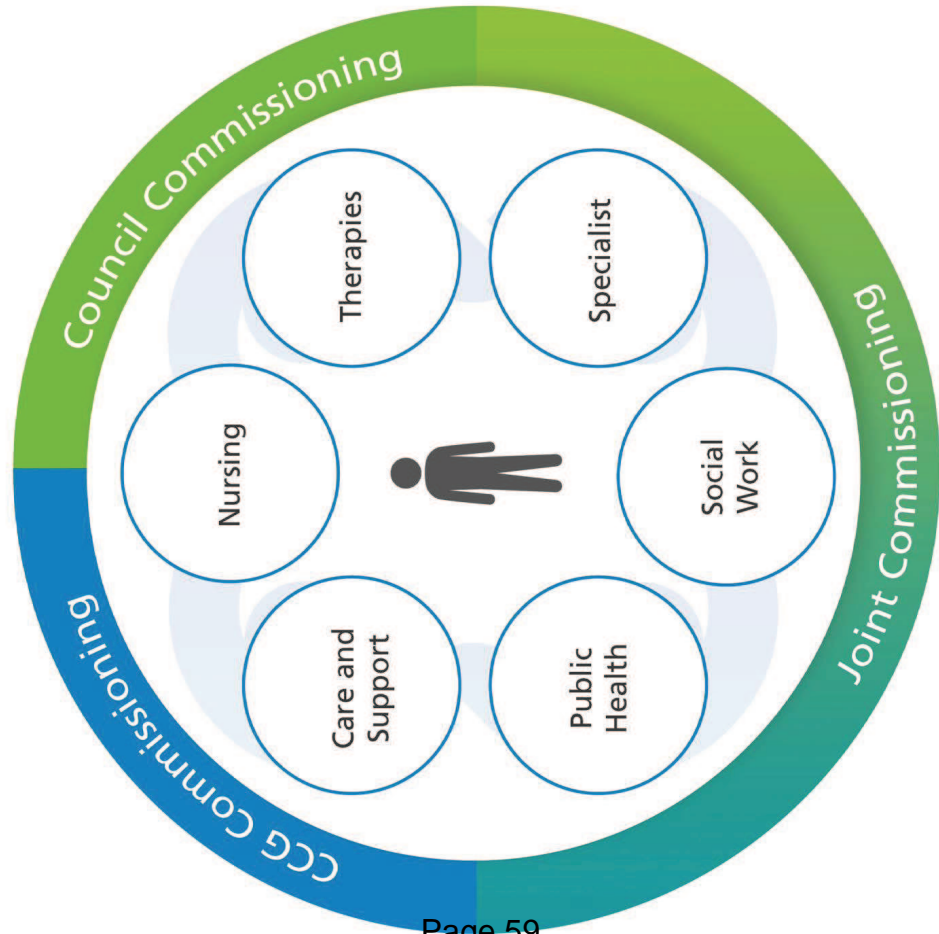 CCG Commissioning
Council Commissioning
Nursing
Care and
Support
Therapies
Public
Health
Specialist
Social
Work
Joint Commissioning
Page 59